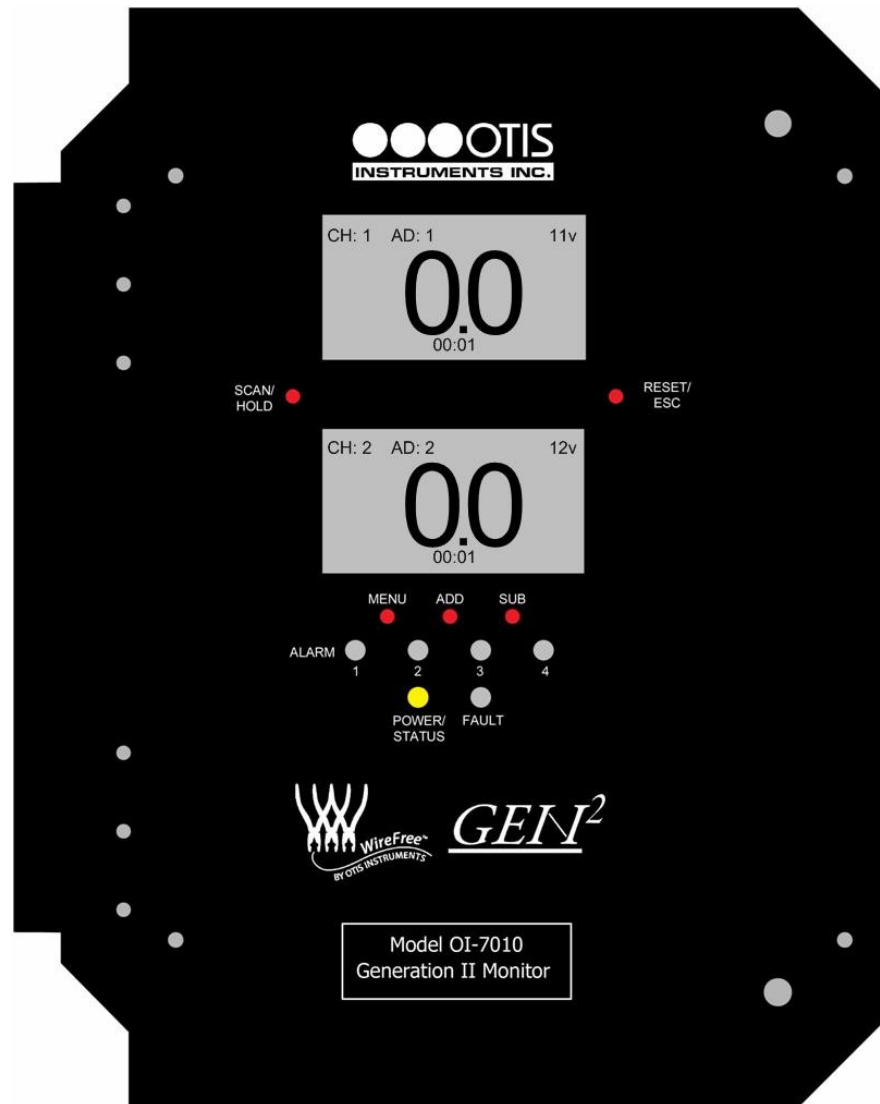 OTIS
INSTRUMENTS INC.
CH: 1 AD: 1 11v
0.0
00:01
SCAN/
HOLD
RESET/
ESC
CH: 2 AD: 2 12v
0.0
00:01
MENU ADD SUB
ALARM
1 2 3 4
POWER/
STATUS
FAULT
WireFree™
BY OTIS INSTRUMENTS
GEN²
Model OI-7010
Generation II Monitor